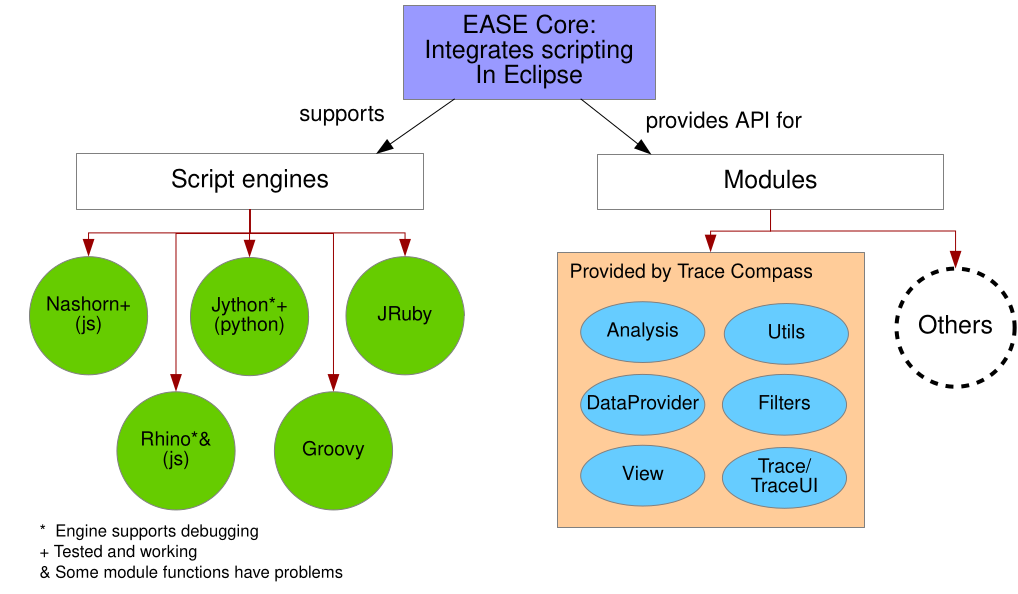 EASE Core:
Integrates scripting
In Eclipse
supports
provides API for
Script engines
Modules
Nashorn+
(js)
Jython*+
(python)
JRuby
Rhino*&
(js)
Groovy
Provided by Trace Compass
Analysis
Utils
DataProvider
Filters
View
Trace/
TraceUI
Others
* Engine supports debugging
+ Tested and working
& Some module functions have problems